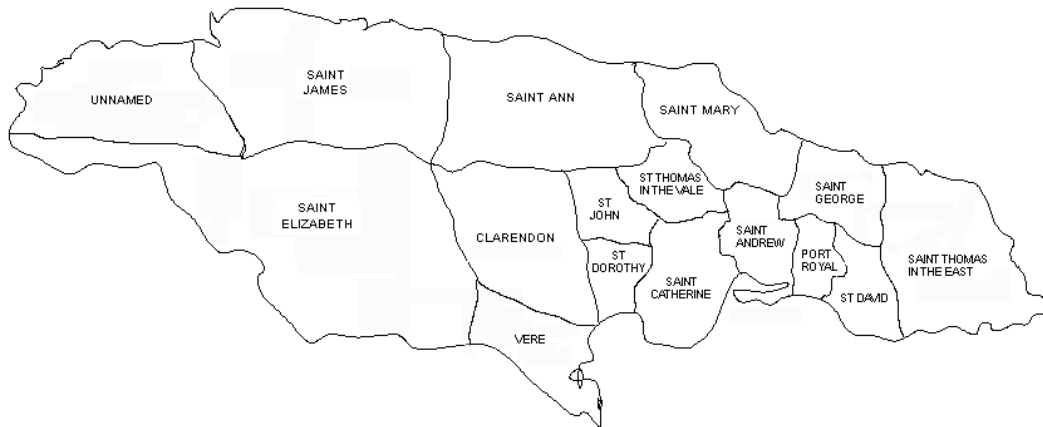 UNNAMED
SAINT
JAMES
SAINT ANN
SAINT MARY
SAINT
ELIZABETH
CLARENDON
ST
JOHN
ST THOMAS
IN THE VALE
SAINT
GEORGE
SAINT
ANDREW
PORT
ROYAL
SAINT THOMAS
IN THE EAST
ST
DOROTHY
SAINT
CATHERINE
ST DAVID
VERE